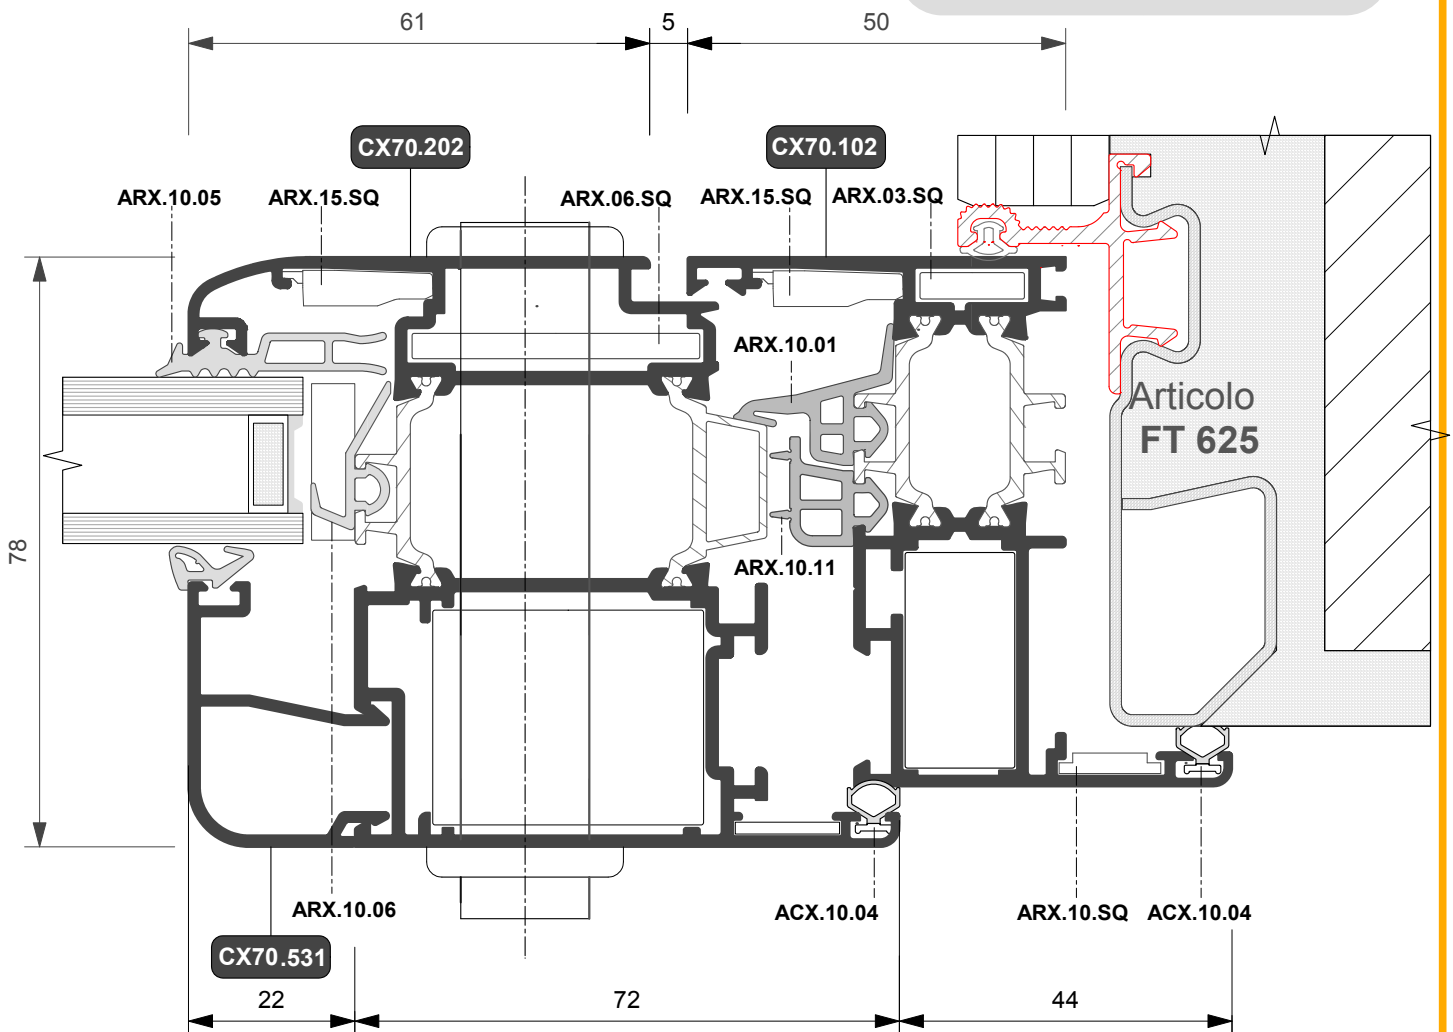 61
5
50
CX70.202
CX70.102
ARX.10.05
ARX.15.SQ
ARX.06.SQ
ARX.15.SQ
ARX.03.SQ
ARX.10.01
Articolo
FT 625
78
ARX.10.11
ARX.10.06
ACX.10.04
ARX.10.SQ
ACX.10.04
CX70.531
22
72
44